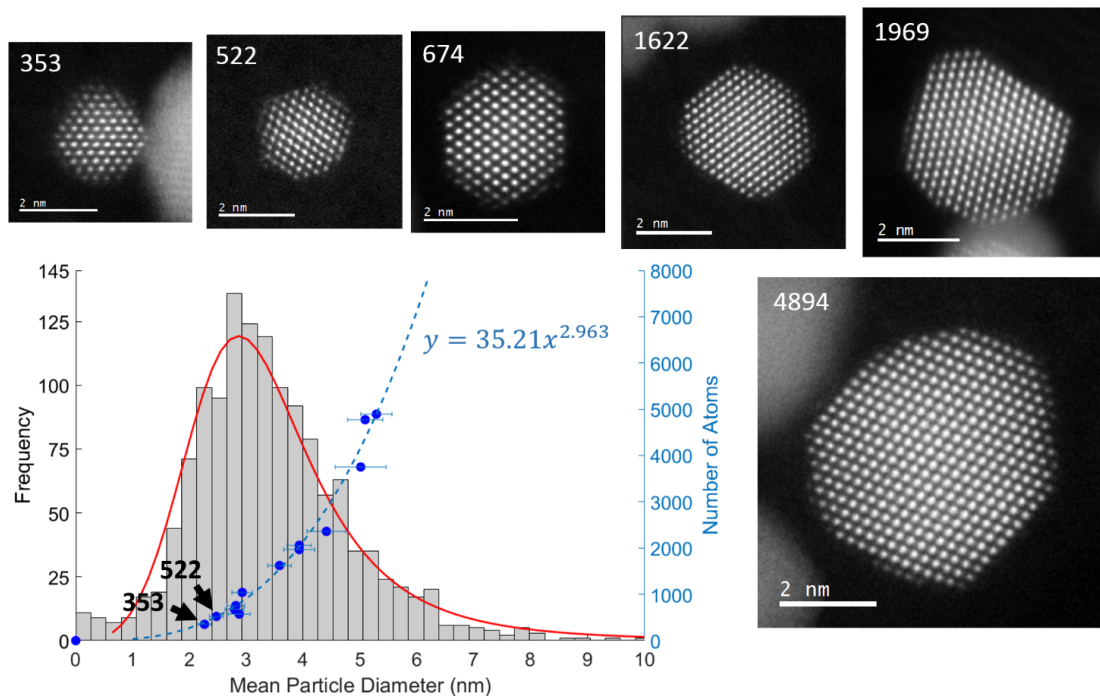 353
522
674
1622
1969
2 nm
2 nm
2 nm
2 nm
2 nm
145
125
100
75
50
25
0
Frequency
y = 35.21x^2.963
522
353
8000
7000
6000
5000
4000
3000
2000
1000
0
Number of Atoms
0 1 2 3 4 5 6 7 8 9 10
Mean Particle Diameter (nm)
4894
2 nm